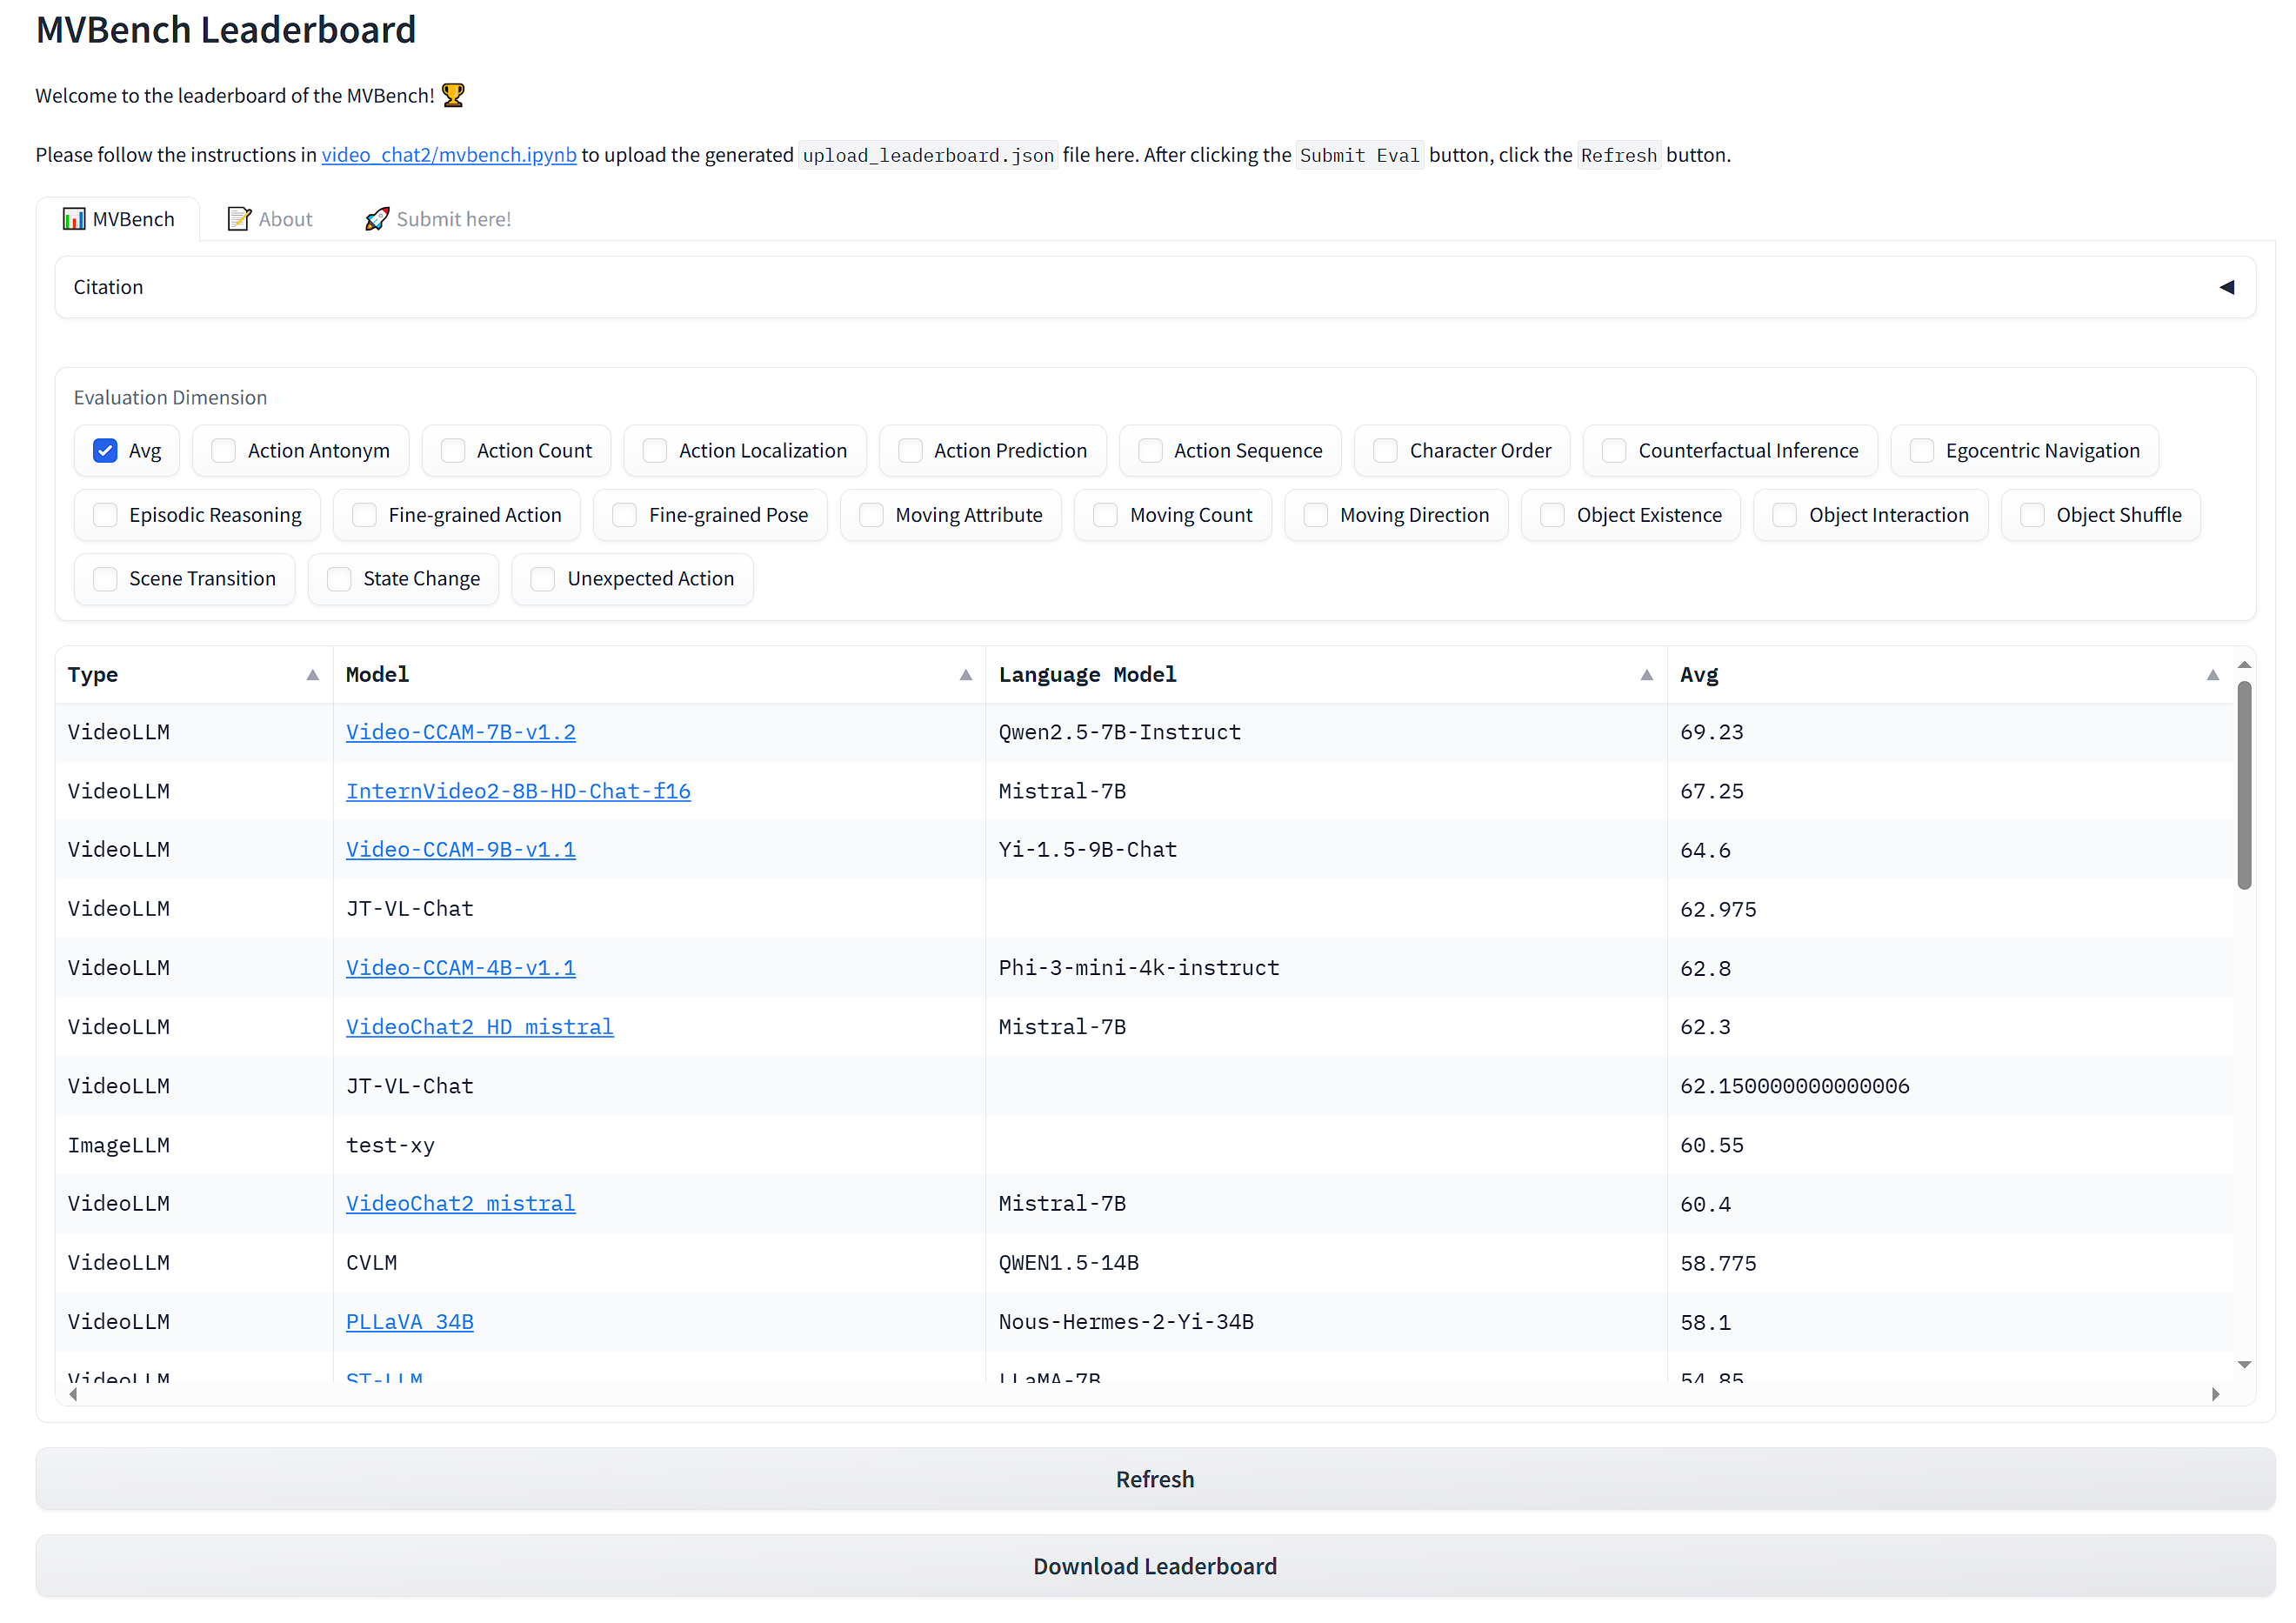 MVBench Leaderboard
Welcome to the leaderboard of the MVBench! 🏆
Please follow the instructions in video_chat2/mvbench.ipynb to upload the generated upload_leaderboard.json file here. After clicking the Submit Eval button, click the Refresh button.
📊 MVBench 📝 About 🚀 Submit here!
Citation
Evaluation Dimension
Avg Action Antonym Action Count Action Localization Action Prediction Action Sequence Character Order Counterfactual Inference Egocentric Navigation
Episodic Reasoning Fine-grained Action Fine-grained Pose Moving Attribute Moving Count Moving Direction Object Existence Object Interaction Object Shuffle
Scene Transition State Change Unexpected Action
Type Model Language Model Avg
VideoLLM Video-CCAM-7B-v1.2 Qwen2.5-7B-Instruct 69.23
VideoLLM InternVideo2-8B-HD-Chat-f16 Mistral-7B 67.25
VideoLLM Video-CCAM-9B-v1.1 Yi-1.5-9B-Chat 64.6
VideoLLM JT-VL-Chat 62.975
VideoLLM Video-CCAM-4B-v1.1 Phi-3-mini-4k-instruct 62.8
VideoLLM VideoChat2_HD_mistral Mistral-7B 62.3
VideoLLM JT-VL-Chat 62.150000000000006
ImageLLM test-xy 60.55
VideoLLM VideoChat2_mistral Mistral-7B 60.4
VideoLLM CVLM QWEN1.5-14B 58.775
VideoLLM PLLaVA 34B Nous-Hermes-2-Yi-34B 58.1
VideoLLM ST-LLM LLaMA-7B 54.85
Refresh
Download Leaderboard